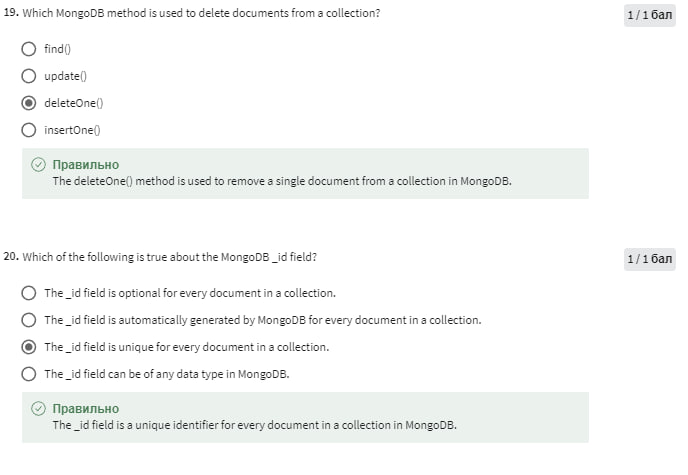 19. Which MongoDB method is used to delete documents from a collection?
1 / 1 бал
find()
update()
deleteOne()
insertOne()
Правильно
The deleteOne() method is used to remove a single document from a collection in MongoDB.
20. Which of the following is true about the MongoDB _id field?
1 / 1 бал
The _id field is optional for every document in a collection.
The _id field is automatically generated by MongoDB for every document in a collection.
The _id field is unique for every document in a collection.
The _id field can be of any data type in MongoDB.
Правильно
The _id field is a unique identifier for every document in a collection in MongoDB.